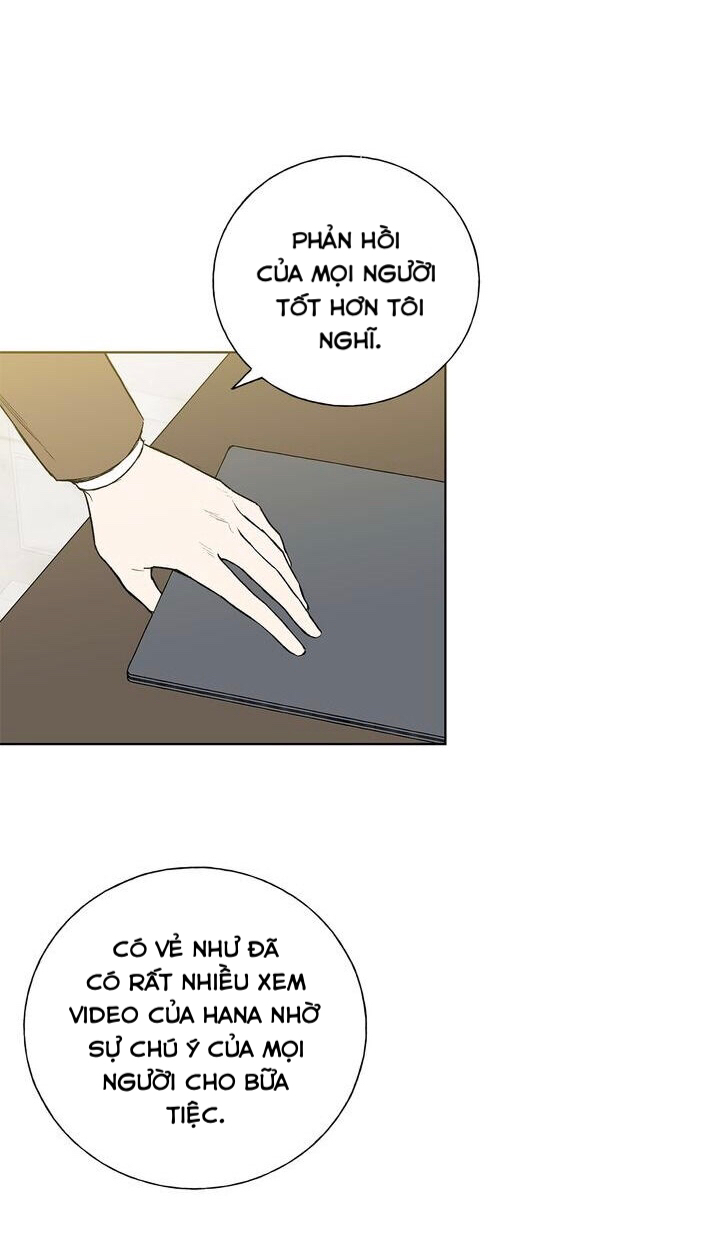 PHẢN HỒI
CỦA MỌI NGƯỜI
TỐT HƠN TÔI
NGHĨ.
CÓ VẺ NHƯ ĐÃ
CÓ RẤT NHIỀU XEM
VIDEO CỦA HANA NHỜ
SỰ CHÚ Ý CỦA MỌI
NGƯỜI CHO BỮA
TIỆC.